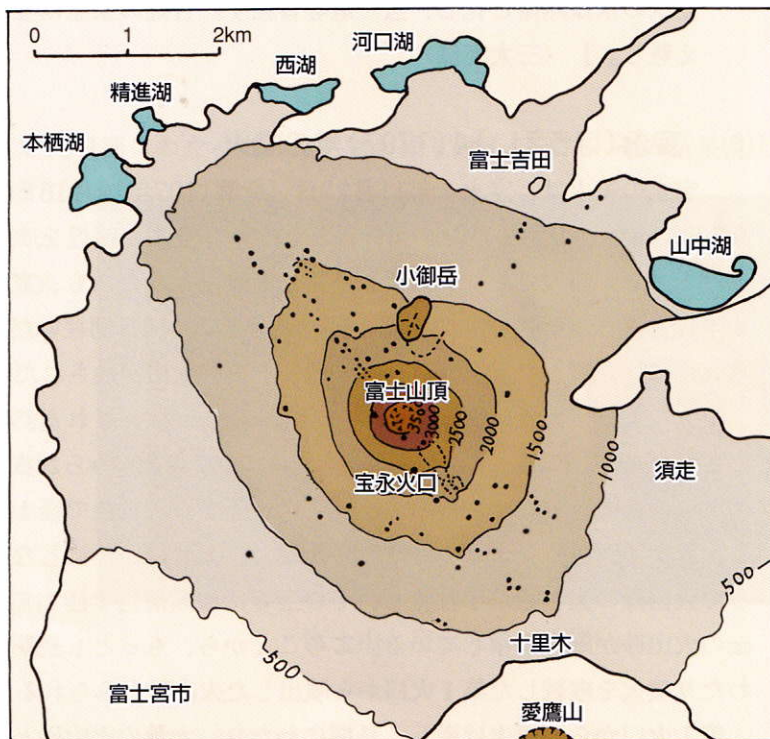 0 1 2km
河口湖
西湖
精進湖
本栖湖
富士吉田
山中湖
小御岳
富士山頂
3500
3000
2500
2000
1500
1000
宝永火口
須走
500
十里木
500
富士宮市
愛鷹山